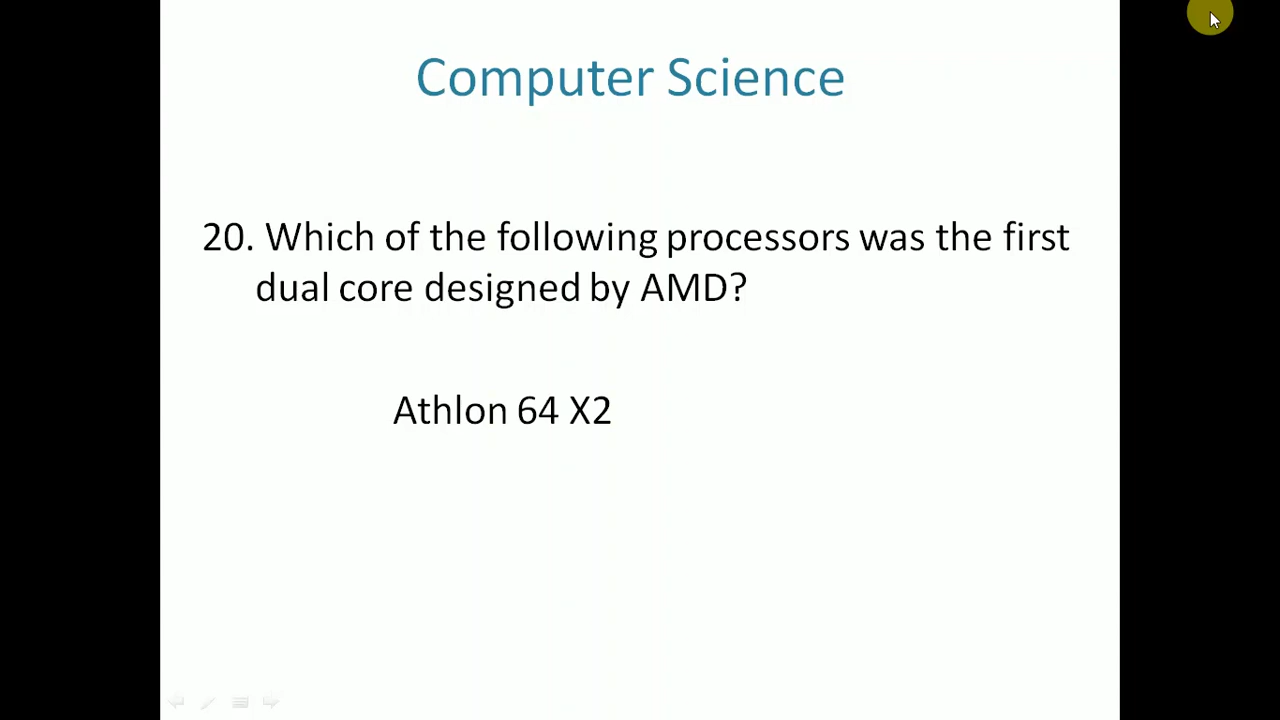 Computer Science
20. Which of the following processors was the first
dual core designed by AMD?
Athlon 64 X2